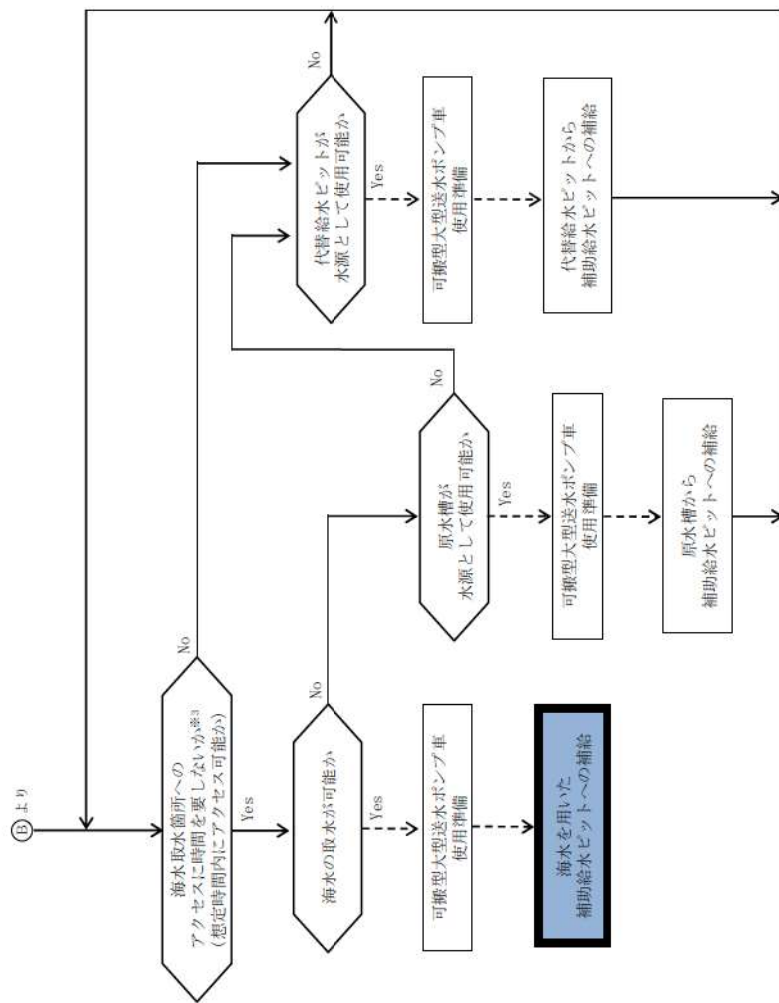 Ⓑより
海水取水箇所への
アクセスに時間を要しないか※3
(想定時間内にアクセス可能か)
No
Yes
海水の取水が可能か
No
Yes
可搬型大型送水ポンプ車
使用準備
海水を用いた
補助給水ピットへの補給
原水槽が
水源として使用可能か
No
Yes
可搬型大型送水ポンプ車
使用準備
原水槽から
補助給水ピットへの補給
代替給水ピットが
水源として使用可能か
No
Yes
可搬型大型送水ポンプ車
使用準備
代替給水ピットから
補助給水ピットへの補給